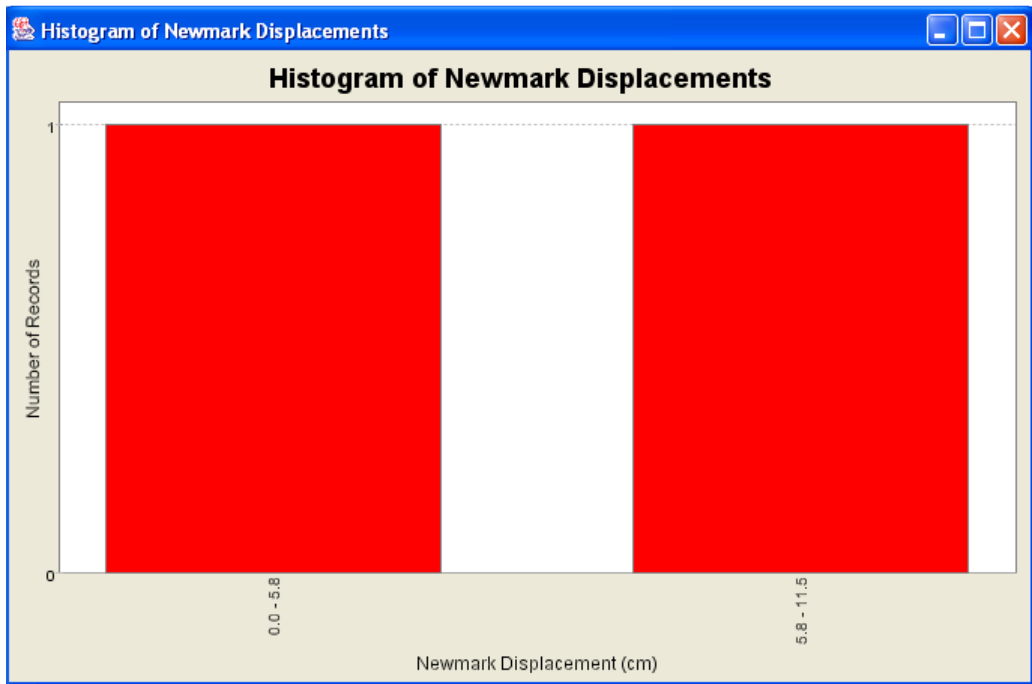 Histogram of Newmark Displacements
Histogram of Newmark Displacements
1
Number of Records
0
0.0 - 5.8
5.8 - 11.5
Newmark Displacement (cm)